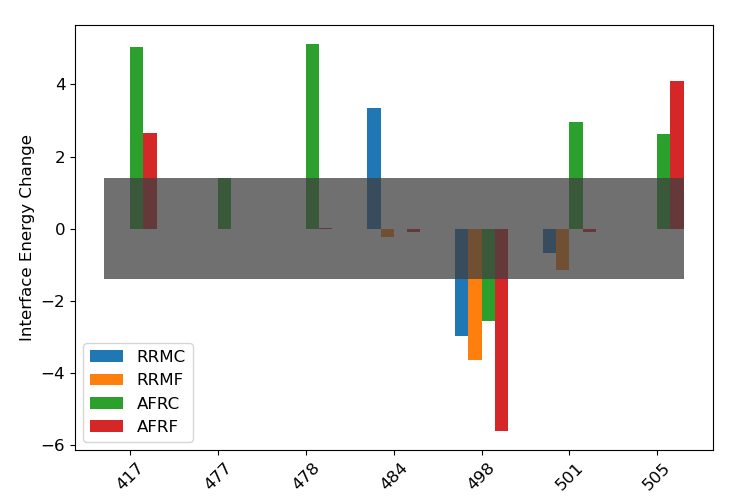 Interface Energy Change
4
2
0
−2
−4
−6
RRMC
RRMF
AFRC
AFRF
417 477 478 484 498 501 505